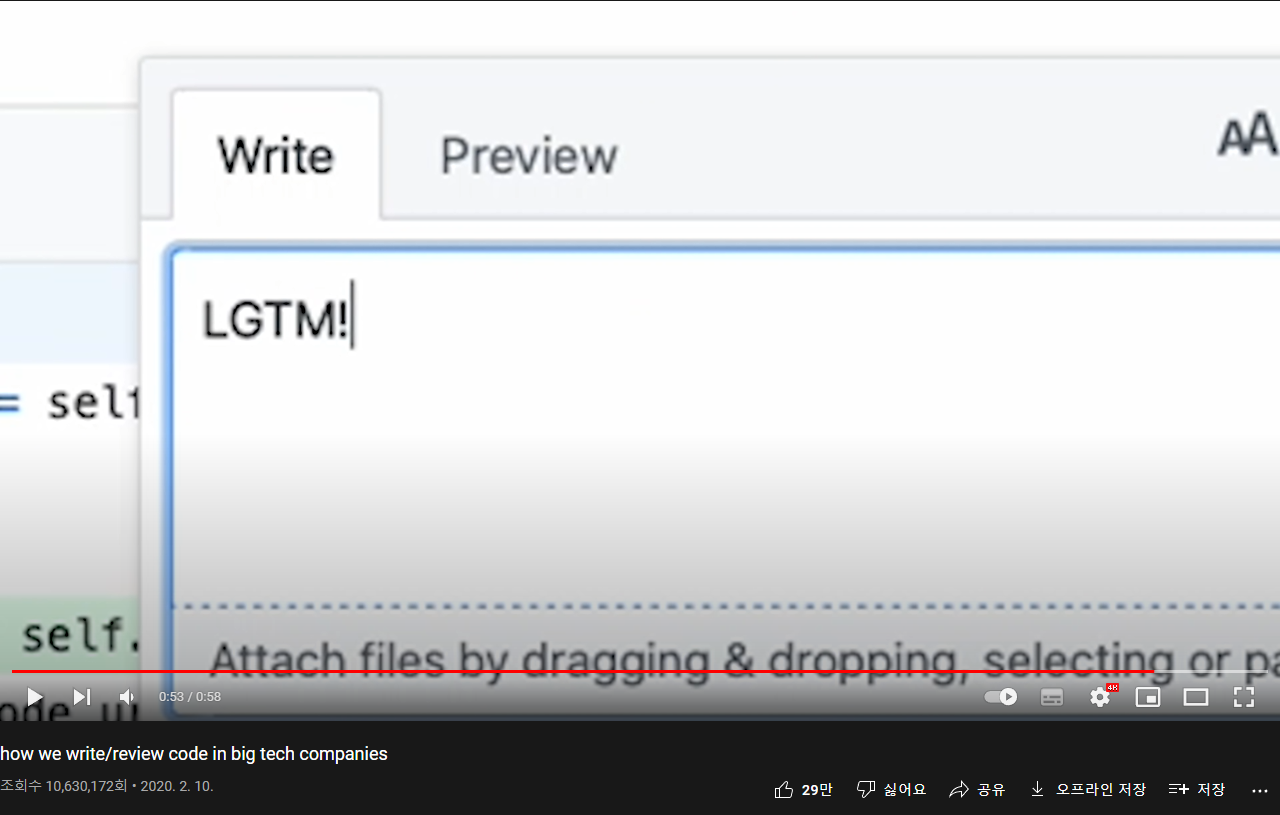 Write Preview AA
LGTM!
= self
self.
Attach files by dragging & dropping, selecting or pa
0:53 / 0:58 4K
how we write/review code in big tech companies
조회수 10,630,172회 • 2020. 2. 10.
29만 싫어요 공유 오프라인 저장 저장 ...